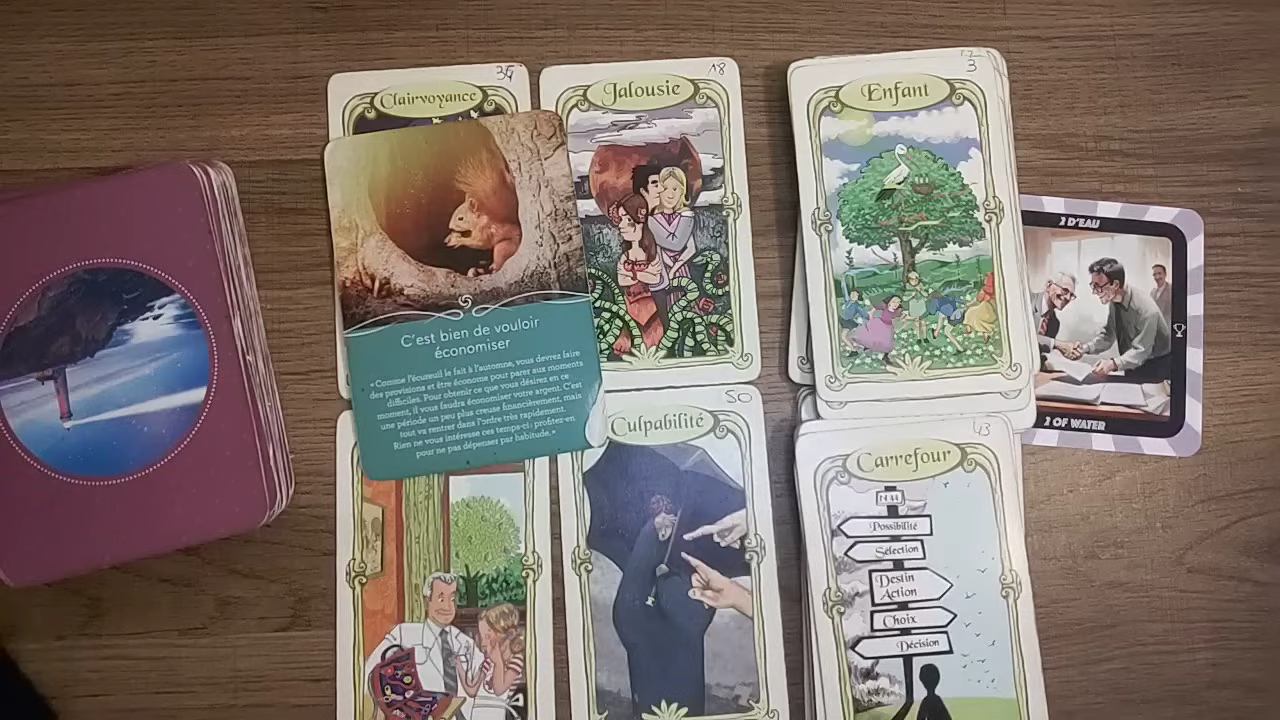 34
Clairvoyance
18
Jalousie
3
Enfant
2 D'EAU
2 OF WATER
C'est bien de vouloir
économiser
«Comme l'écureuil le fait à l'automne, vous devrez faire
des provisions et être économe pour parer aux moments
difficiles. Pour obtenir ce que vous désirez en ce
moment, il vous faudra économiser votre argent. C'est
une période un peu plus creuse financièrement, mais
tout va rentrer dans l'ordre très rapidement.
Rien ne vous intéresse ces temps-ci; profitez-en
pour ne pas dépenser par habitude.»
50
Culpabilité
43
Carrefour
Possibilité
Sélection
Destin
Action
Choix
Décision